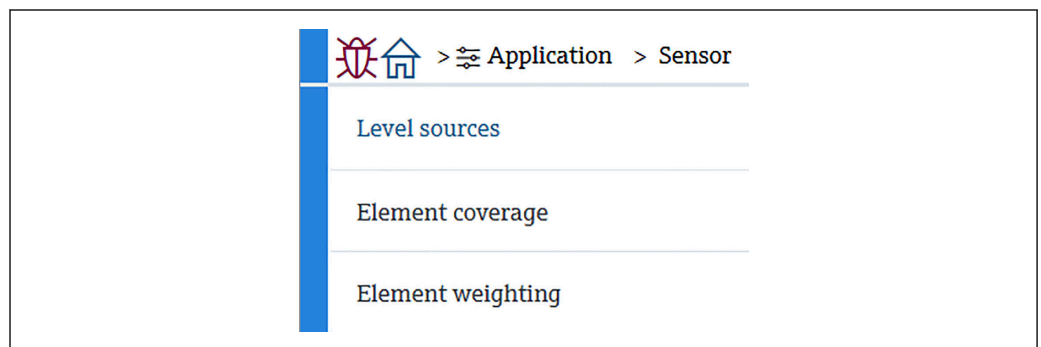 > Application > Sensor
Level sources
Element coverage
Element weighting